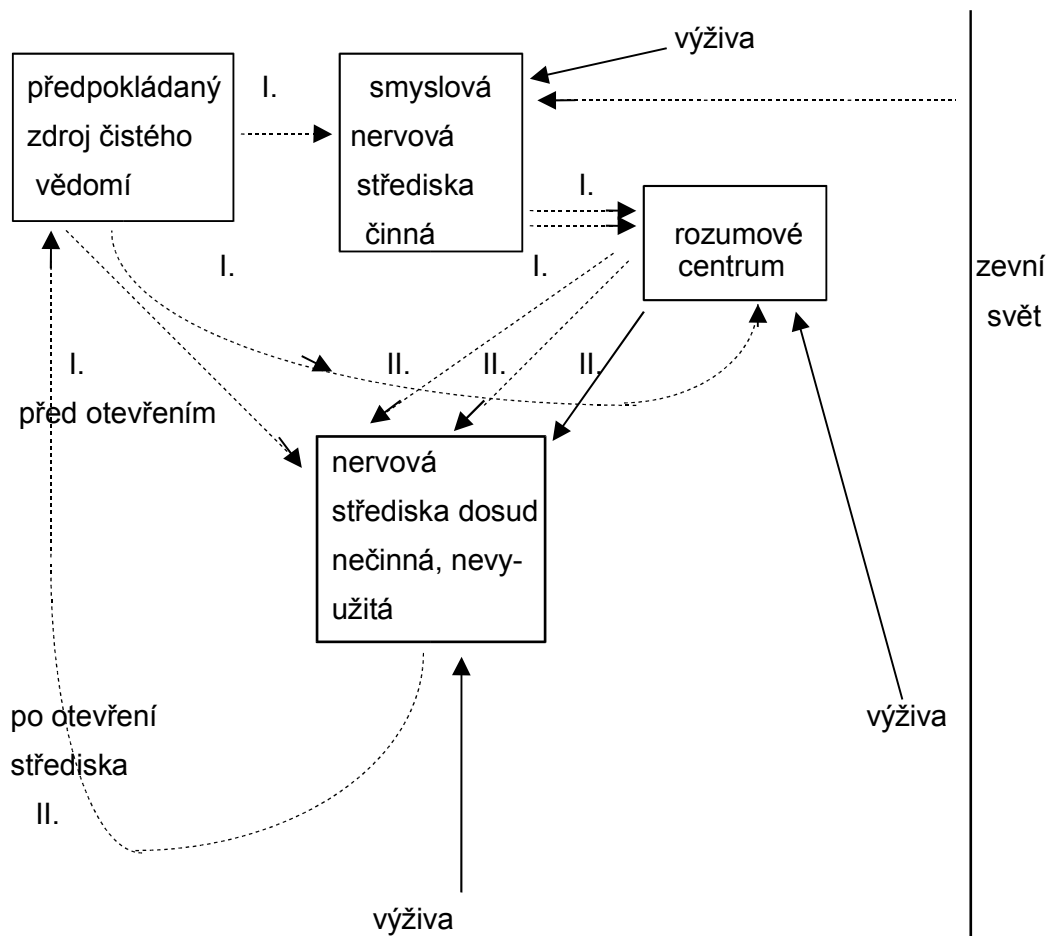 výživa
předpokládaný
zdroj čistého
vědomí
I.
smyslová
nervová
střediska
činná
I.
rozumové
centrum
zevní
svět
I.
I.
I.
před otevřením
II.
II.
II.
nervová
střediska dosud
nečinná, nevy-
užitá
po otevření
střediska
II.
výživa
výživa